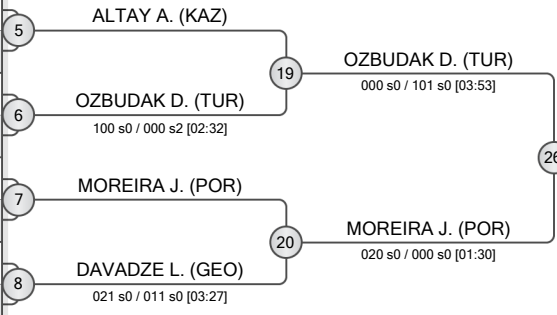 ALTAY A. (KAZ)
5
19
OZBUDAK D. (TUR)
000 s0 / 101 s0 [03:53]
OZBUDAK D. (TUR)
6
100 s0 / 000 s2 [02:32]
MOREIRA J. (POR)
7
26
20
MOREIRA J. (POR)
020 s0 / 000 s0 [01:30]
DAVADZE L. (GEO)
8
021 s0 / 011 s0 [03:27]